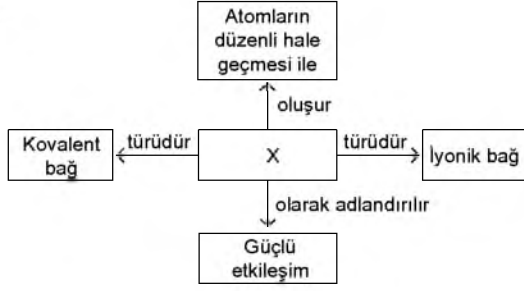 Atomların
düzenli hale
geçmesi ile
oluşur
Kovalent
bağ
türüdür
X
türüdür
İyonik bağ
olarak adlandırılır
Güçlü
etkileşim